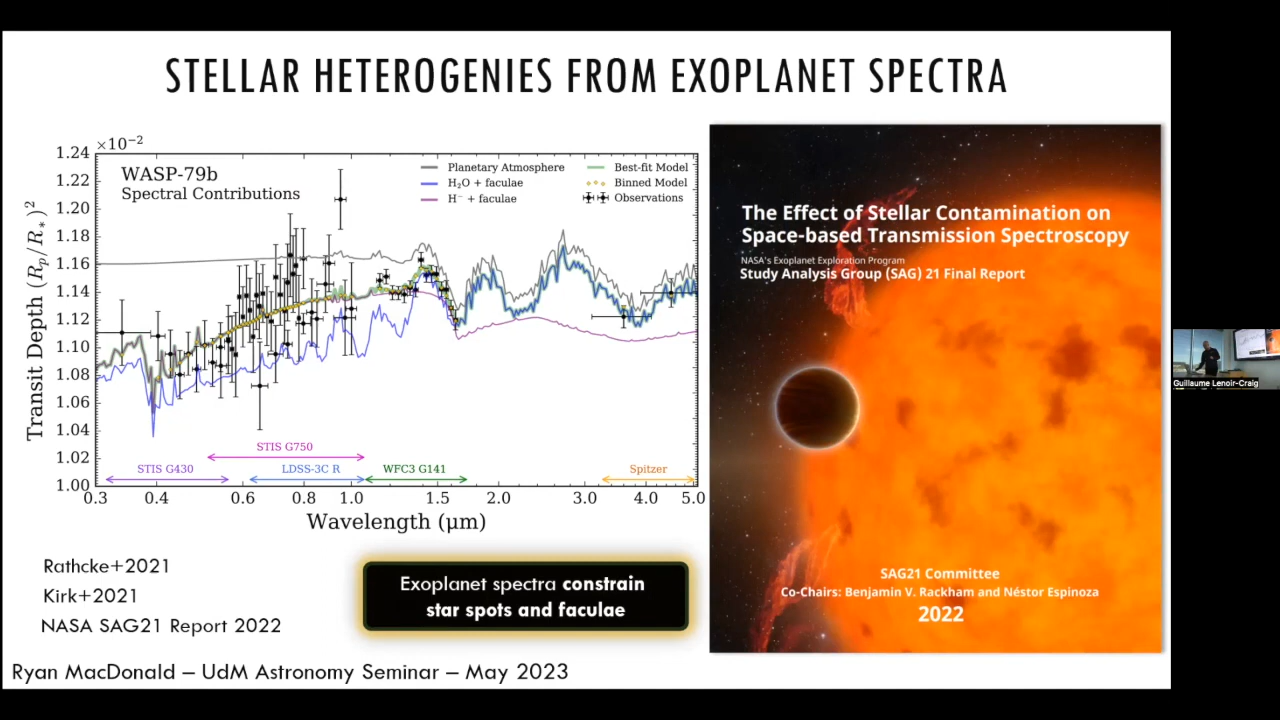 STELLAR HETEROGENIES FROM EXOPLANET SPECTRA
×10⁻²
1.24
1.22
1.20
1.18
1.16
1.14
1.12
1.10
1.08
1.06
1.04
1.02
1.00
Transit Depth (Rp/R*)²
WASP-79b
Spectral Contributions
Planetary Atmosphere
H₂O + faculae
H⁻ + faculae
Best-fit Model
Binned Model
Observations
STIS G750
STIS G430
LDSS-3C R
WFC3 G141
Spitzer
0.3 0.4 0.6 0.8 1.0 1.5 2.0 3.0 4.0 5.0
Wavelength (μm)
The Effect of Stellar Contamination on
Space-based Transmission Spectroscopy
NASA's Exoplanet Exploration Program
Study Analysis Group (SAG) 21 Final Report
SAG21 Committee
Co-Chairs: Benjamin V. Rackham and Néstor Espinoza
2022
Rathcke+2021
Kirk+2021
NASA SAG21 Report 2022
Exoplanet spectra constrain
star spots and faculae
Ryan MacDonald – UdM Astronomy Seminar – May 2023
Guillaume Lenoir-Craig